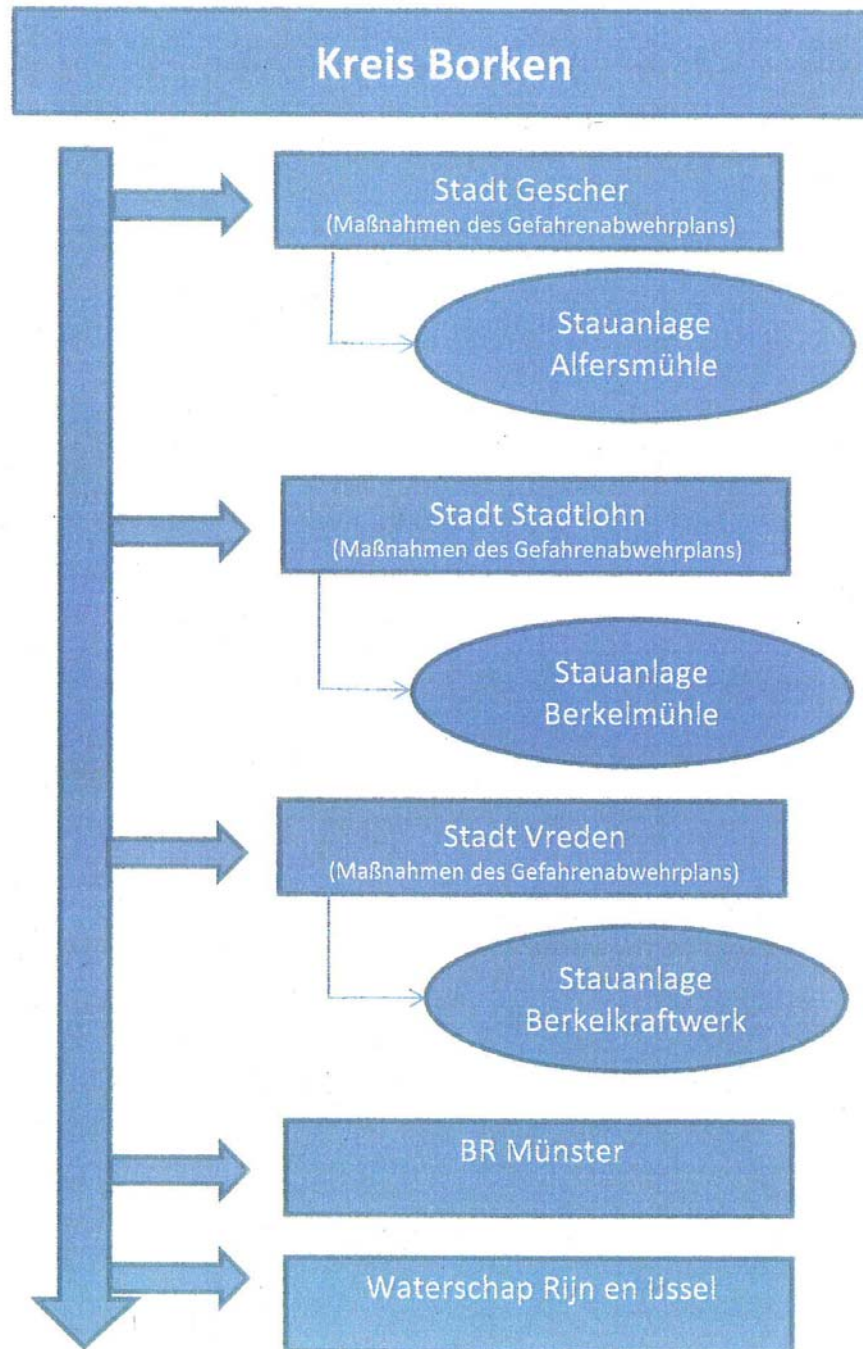 Kreis Borken
Stadt Gescher
(Maßnahmen des Gefahrenabwehrplans)
Stauanlage
Alfersmühle
Stadt Stadtlohn
(Maßnahmen des Gefahrenabwehrplans)
Stauanlage
Berkelmühle
Stadt Vreden
(Maßnahmen des Gefahrenabwehrplans)
Stauanlage
Berkelkraftwerk
BR Münster
Waterschap Rijn en IJssel